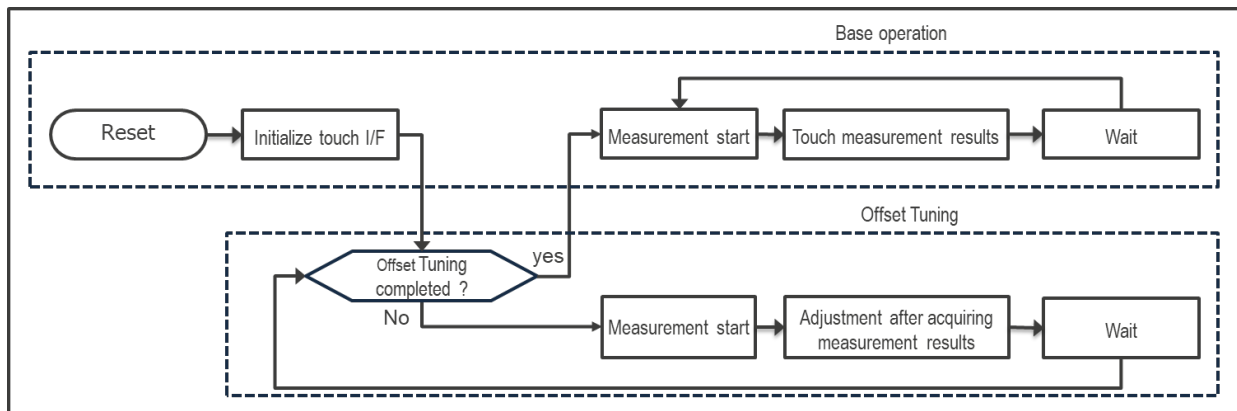 Base operation
Reset
Initialize touch I/F
Measurement start
Touch measurement results
Wait
Offset Tuning
Offset Tuning
completed ?
yes
No
Measurement start
Adjustment after acquiring
measurement results
Wait